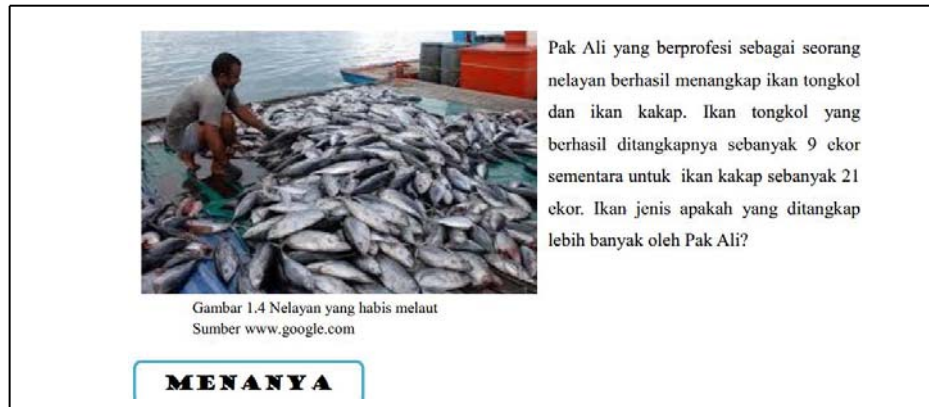 Pak Ali yang berprofesi sebagai seorang
nelayan berhasil menangkap ikan tongkol
dan ikan kakap. Ikan tongkol yang
berhasil ditangkapnya sebanyak 9 ekor
sementara untuk ikan kakap sebanyak 21
ekor. Ikan jenis apakah yang ditangkap
lebih banyak oleh Pak Ali?
Gambar 1.4 Nelayan yang habis melaut
Sumber www.google.com
MENANYA